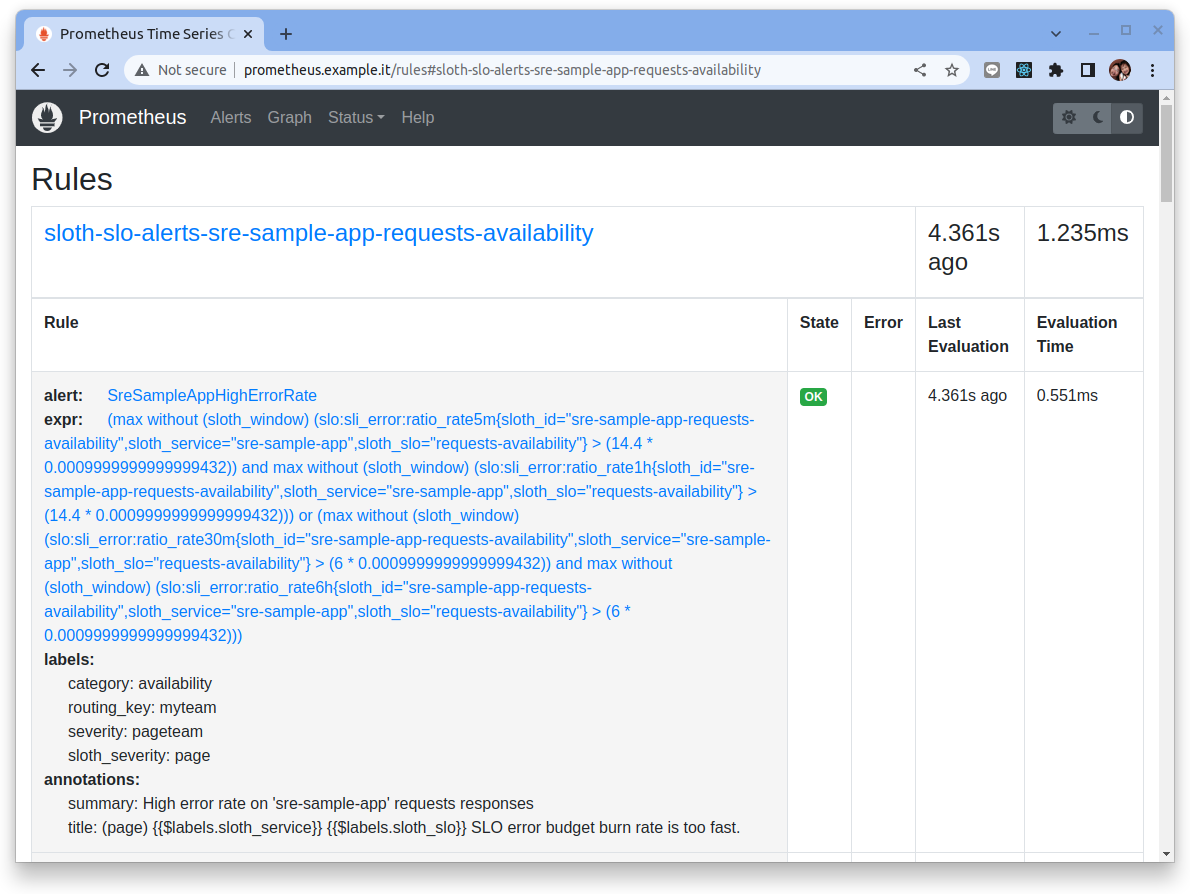 Prometheus Time Series
Not secure
prometheus.example.it/rules#sloth-slo-alerts-sre-sample-app-requests-availability
Prometheus Alerts Graph Status Help
Rules
sloth-slo-alerts-sre-sample-app-requests-availability 4.361s ago 1.235ms
Rule State Error Last Evaluation Evaluation Time
alert: SreSampleAppHighErrorRate OK 4.361s ago 0.551ms
expr: (max without (sloth_window) (slo:sli_error:ratio_rate5m{sloth_id="sre-sample-app-requests-
availability",sloth_service="sre-sample-app",sloth_slo="requests-availability"} > (14.4 *
0.0009999999999999432)) and max without (sloth_window) (slo:sli_error:ratio_rate1h{sloth_id="sre-
sample-app-requests-availability",sloth_service="sre-sample-app",sloth_slo="requests-availability"} >
(14.4 * 0.0009999999999999432))) or (max without (sloth_window)
(slo:sli_error:ratio_rate30m{sloth_id="sre-sample-app-requests-availability",sloth_service="sre-sample-
app",sloth_slo="requests-availability"} > (6 * 0.0009999999999999432)) and max without
(sloth_window) (slo:sli_error:ratio_rate6h{sloth_id="sre-sample-app-requests-
availability",sloth_service="sre-sample-app",sloth_slo="requests-availability"} > (6 *
0.0009999999999999432)))
labels:
category: availability
routing_key: myteam
severity: pageteam
sloth_severity: page
annotations:
summary: High error rate on 'sre-sample-app' requests responses
title: (page) {{$labels.sloth_service}} {{$labels.sloth_slo}} SLO error budget burn rate is too fast.